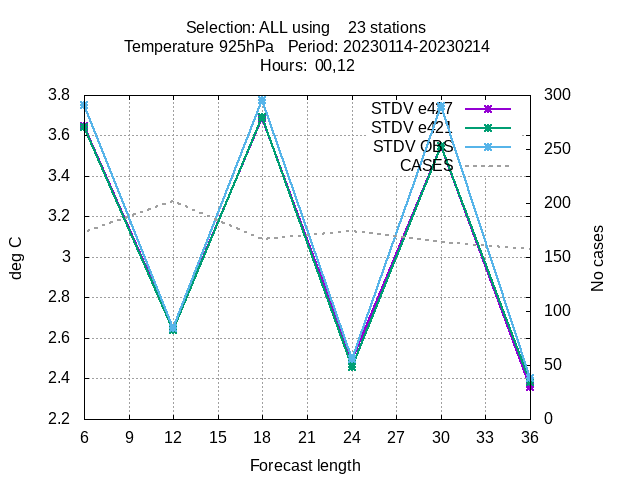 Selection: ALL using    23 stations
Temperature 925hPa   Period: 20230114-20230214
Hours:  00,12
3.8
3.6
3.4
3.2
3
2.8
2.6
2.4
2.2
deg C
STDV e427
STDV e421
STDV OBS
CASES
300
250
200
150
100
50
0
No cases
6 9 12 15 18 21 24 27 30 33 36
Forecast length